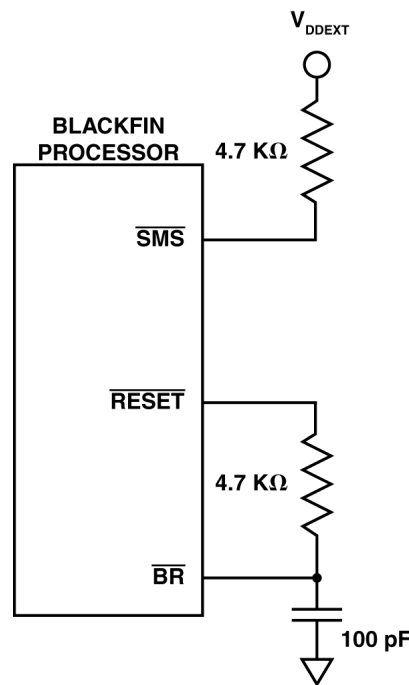 V_DDEXT
BLACKFIN
PROCESSOR
4.7 KΩ
SMS
RESET
4.7 KΩ
BR
100 pF